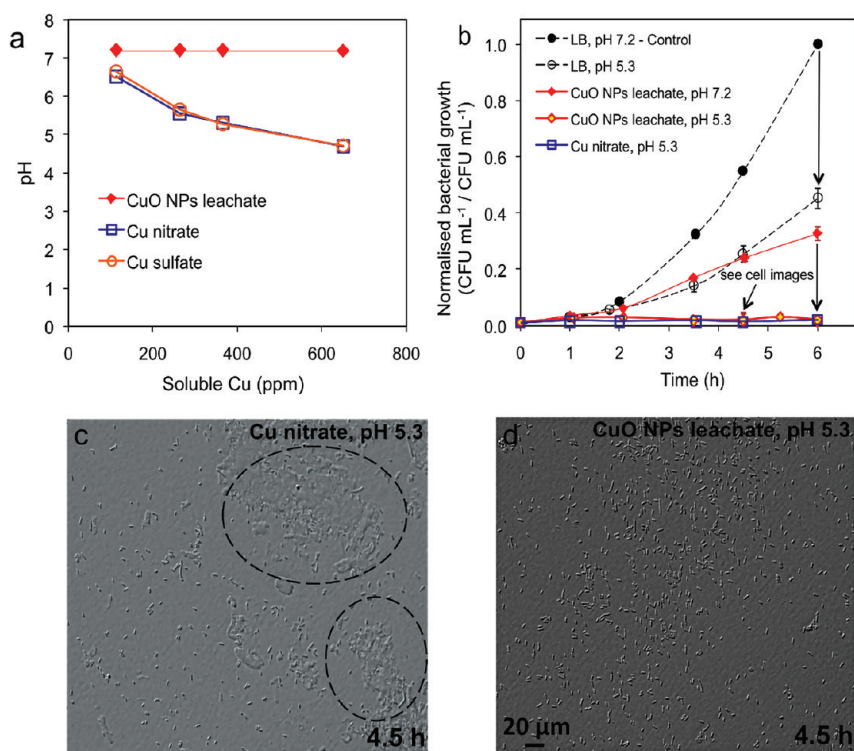 a
8
7
6
5
4
3
2
1
0
pH
CuO NPs leachate
Cu nitrate
Cu sulfate
0
200
400
600
800
Soluble Cu (ppm)
b
LB, pH 7.2 - Control
LB, pH 5.3
CuO NPs leachate, pH 7.2
CuO NPs leachate, pH 5.3
Cu nitrate, pH 5.3
Normalised bacterial growth
(CFU mL⁻¹ / CFU mL⁻¹)
1.0
0.8
0.6
0.4
0.2
0.0
see cell images
0
1
2
3
4
5
6
Time (h)
c
Cu nitrate, pH 5.3
4.5 h
d
CuO NPs leachate, pH 5.3
20 µm
4.5 h